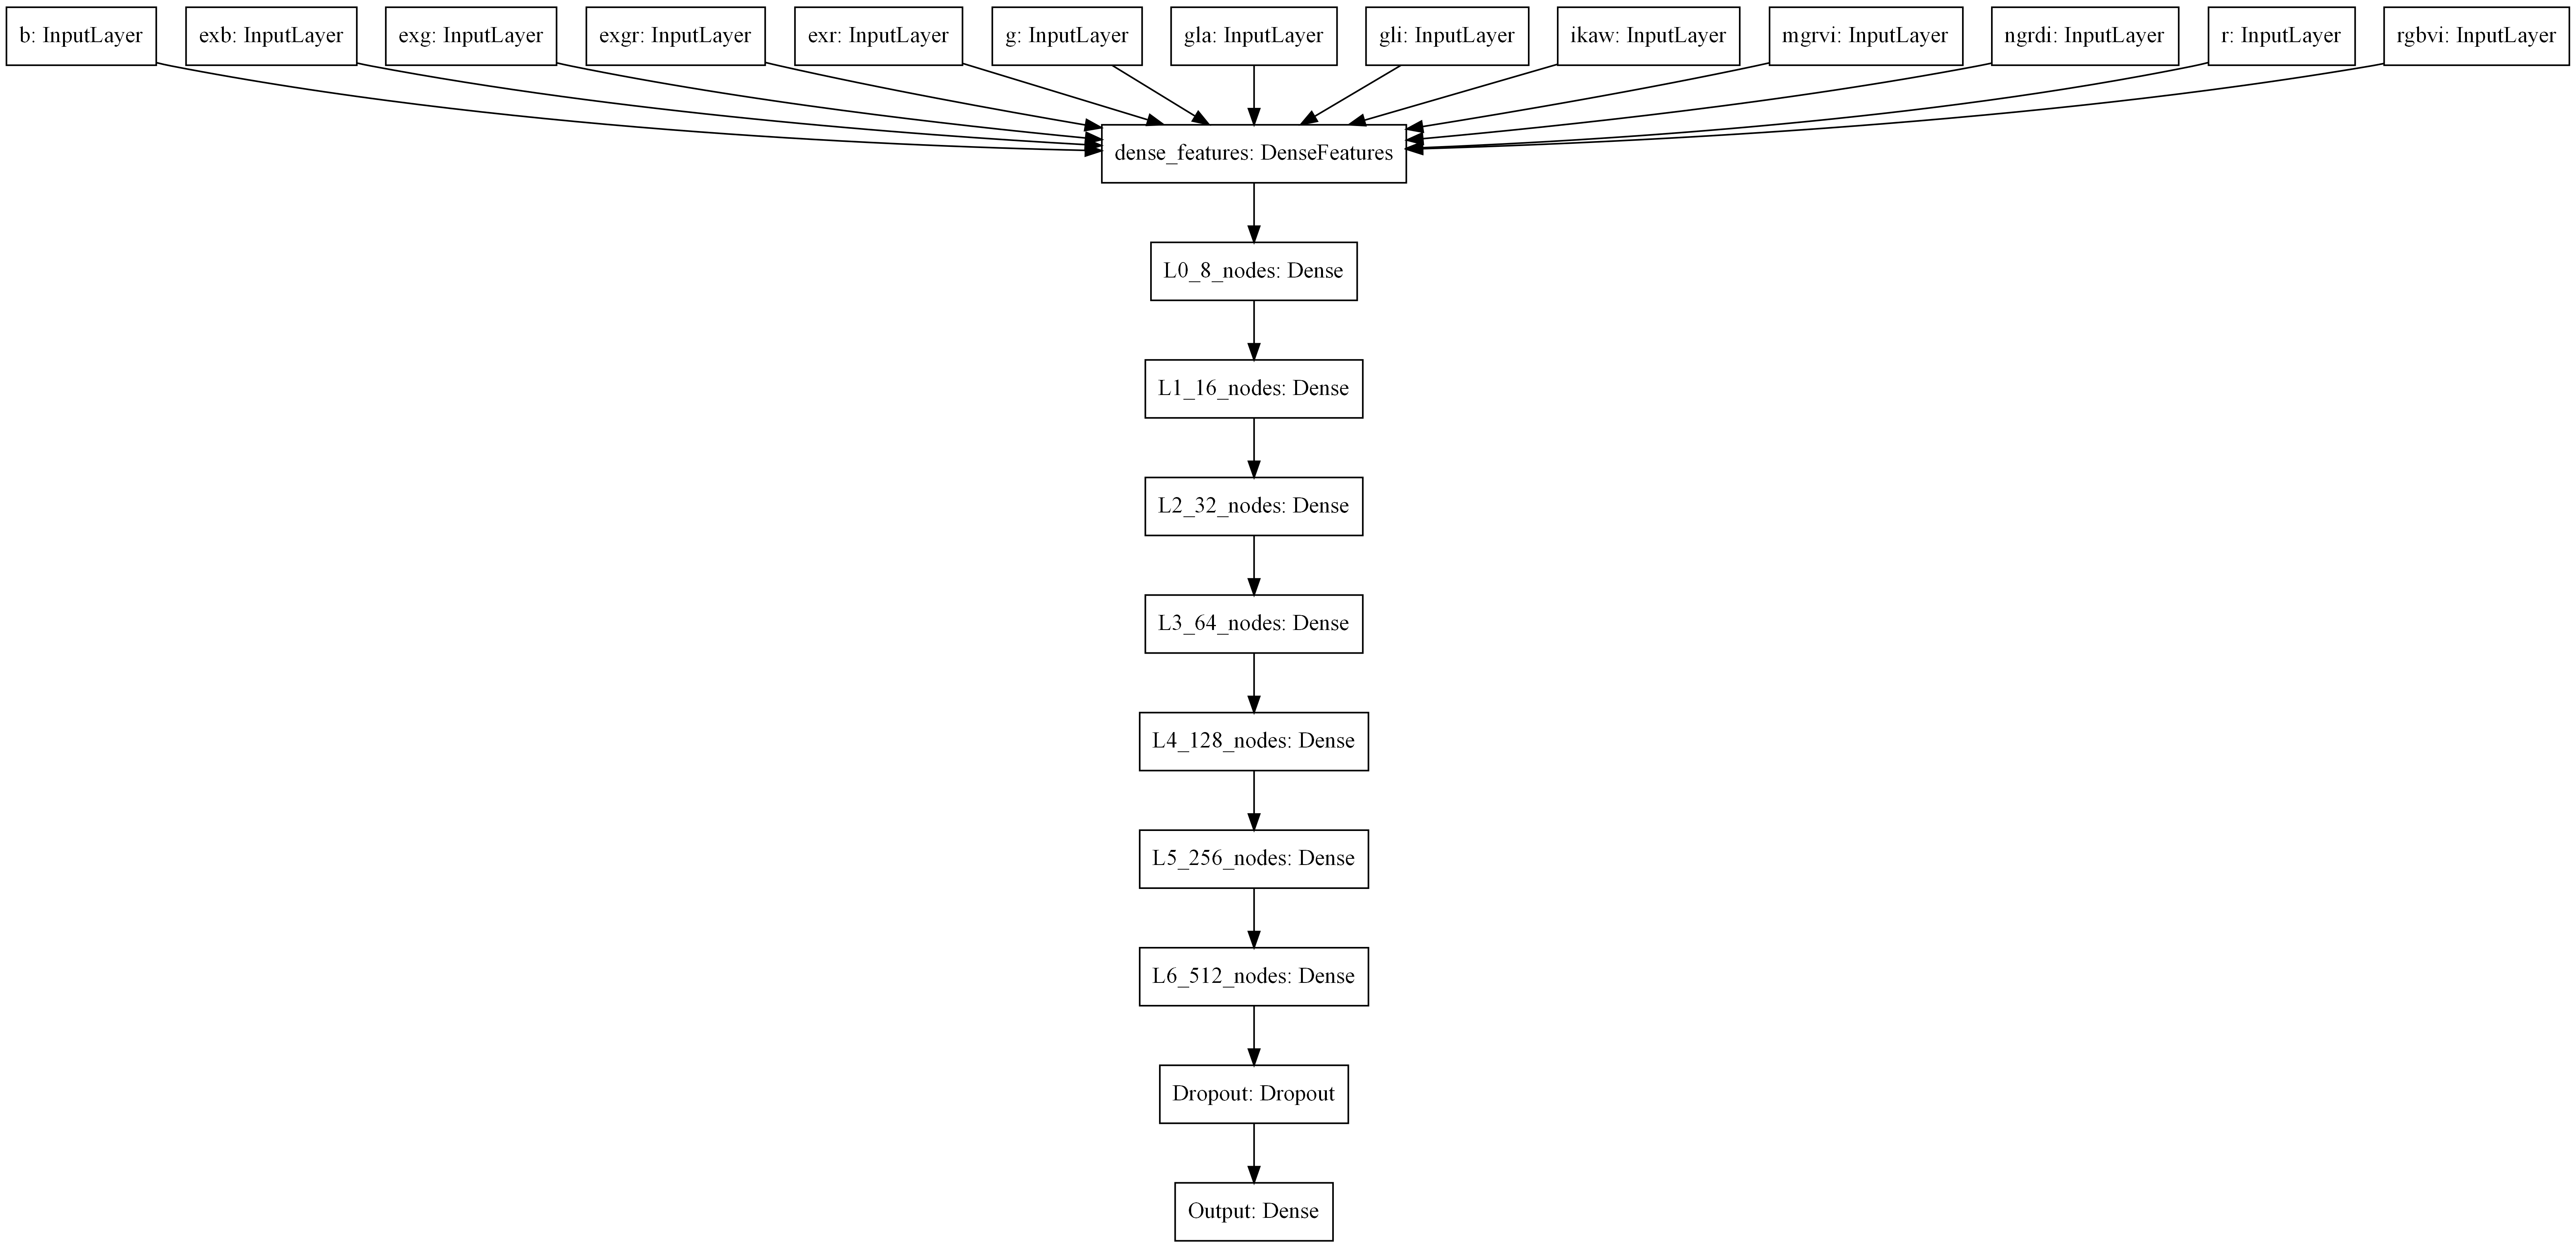 b: InputLayer
exb: InputLayer
exg: InputLayer
exgr: InputLayer
exr: InputLayer
g: InputLayer
gla: InputLayer
gli: InputLayer
ikaw: InputLayer
mgrvi: InputLayer
ngrdi: InputLayer
r: InputLayer
rgbvi: InputLayer
dense_features: DenseFeatures
L0_8_nodes: Dense
L1_16_nodes: Dense
L2_32_nodes: Dense
L3_64_nodes: Dense
L4_128_nodes: Dense
L5_256_nodes: Dense
L6_512_nodes: Dense
Dropout: Dropout
Output: Dense